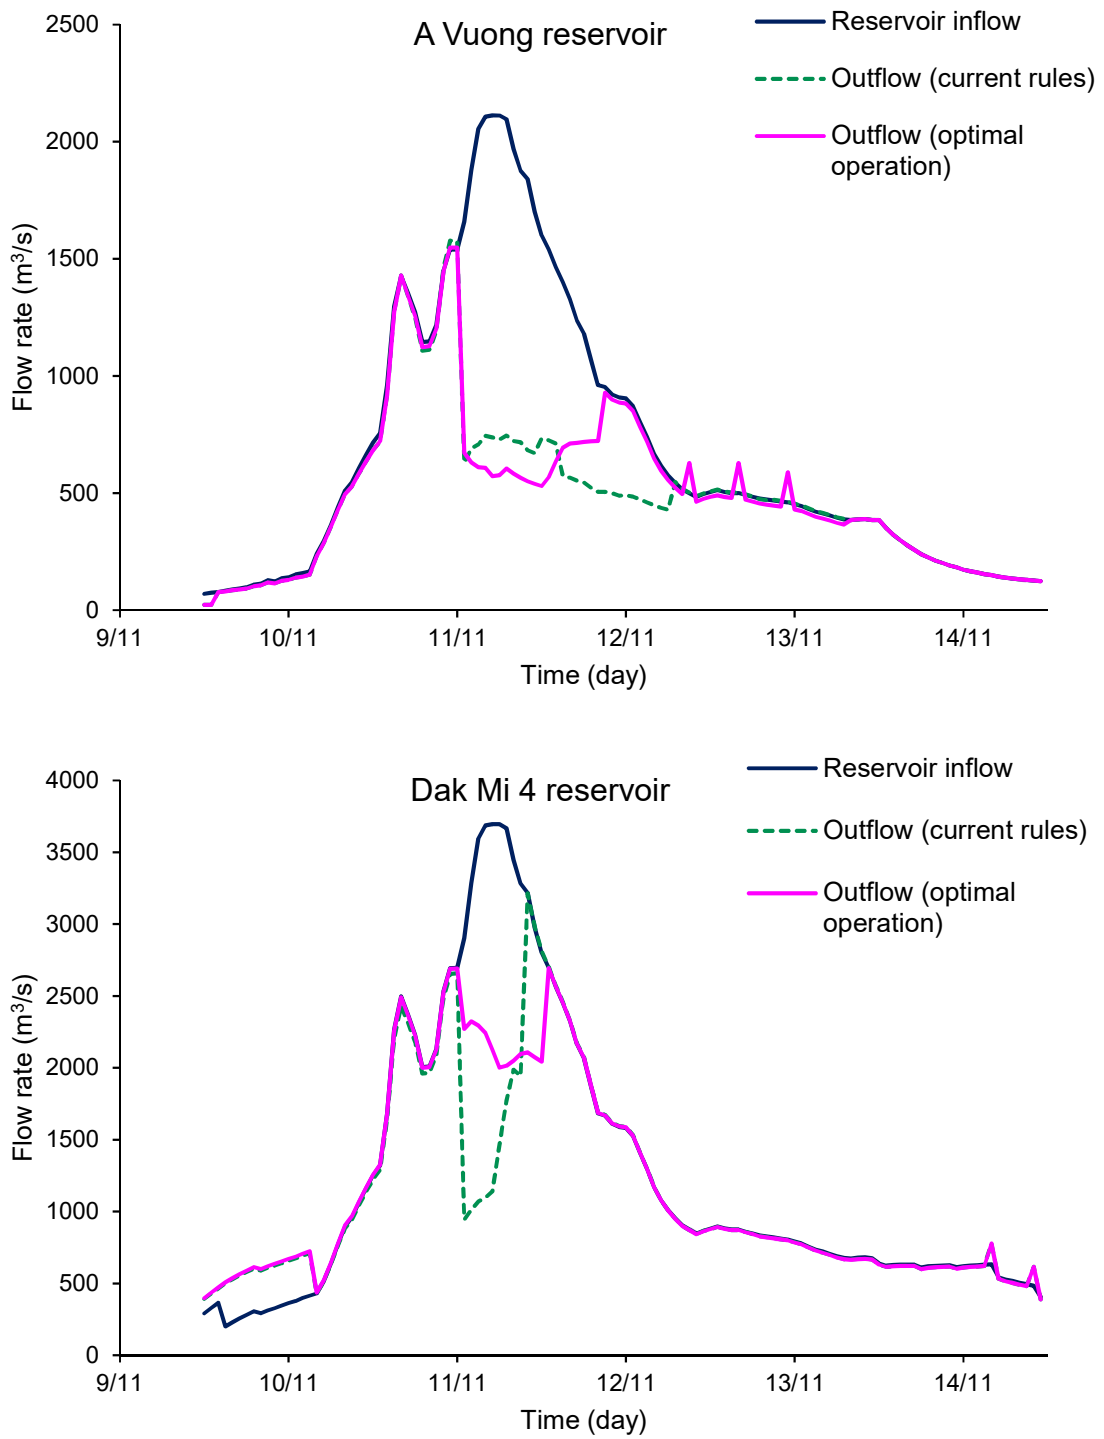 A Vuong reservoir
Reservoir inflow
Outflow (current rules)
Outflow (optimal
operation)
Flow rate (m³/s)
2500
2000
1500
1000
500
0
9/11 10/11 11/11 12/11 13/11 14/11
Time (day)
Dak Mi 4 reservoir
Reservoir inflow
Outflow (current rules)
Outflow (optimal
operation)
Flow rate (m³/s)
4000
3500
3000
2500
2000
1500
1000
500
0
9/11 10/11 11/11 12/11 13/11 14/11
Time (day)